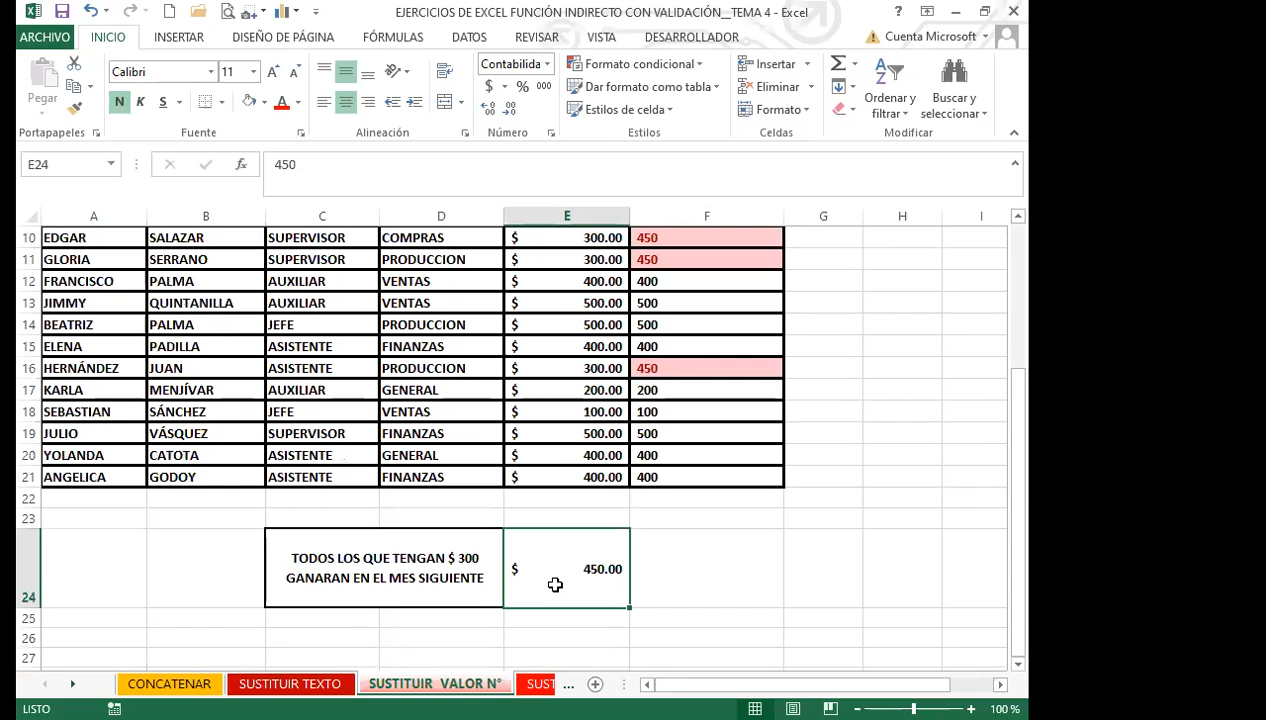 EJERCICIOS DE EXCEL FUNCIÓN INDIRECTO CON VALIDACIÓN__TEMA 4 - Excel
ARCHIVO INICIO INSERTAR DISEÑO DE PÁGINA FÓRMULAS DATOS REVISAR VISTA DESARROLLADOR Cuenta Microsoft
Pegar
Calibri 11
N K S
Contabilida
$ % 000
Formato condicional
Dar formato como tabla
Estilos de celda
Insertar
Eliminar
Formato
Ordenar y filtrar
Buscar y seleccionar
Portapapeles Fuente Alineación Número Estilos Celdas Modificar
E24 fx 450
A B C D E F G H I
10 EDGAR SALAZAR SUPERVISOR COMPRAS $ 300.00 450
11 GLORIA SERRANO SUPERVISOR PRODUCCION $ 300.00 450
12 FRANCISCO PALMA AUXILIAR VENTAS $ 400.00 400
13 JIMMY QUINTANILLA AUXILIAR VENTAS $ 500.00 500
14 BEATRIZ PALMA JEFE PRODUCCION $ 500.00 500
15 ELENA PADILLA ASISTENTE FINANZAS $ 400.00 400
16 HERNÁNDEZ JUAN ASISTENTE PRODUCCION $ 300.00 450
17 KARLA MENJÍVAR AUXILIAR GENERAL $ 200.00 200
18 SEBASTIAN SÁNCHEZ JEFE VENTAS $ 100.00 100
19 JULIO VÁSQUEZ SUPERVISOR FINANZAS $ 500.00 500
20 YOLANDA CATOTA ASISTENTE GENERAL $ 400.00 400
21 ANGELICA GODOY ASISTENTE FINANZAS $ 400.00 400
22
23
TODOS LOS QUE TENGAN $ 300
GANARAN EN EL MES SIGUIENTE
$ 450.00
24
25
26
27
CONCATENAR SUSTITUIR TEXTO SUSTITUIR VALOR N° SUST ...
LISTO 100 %